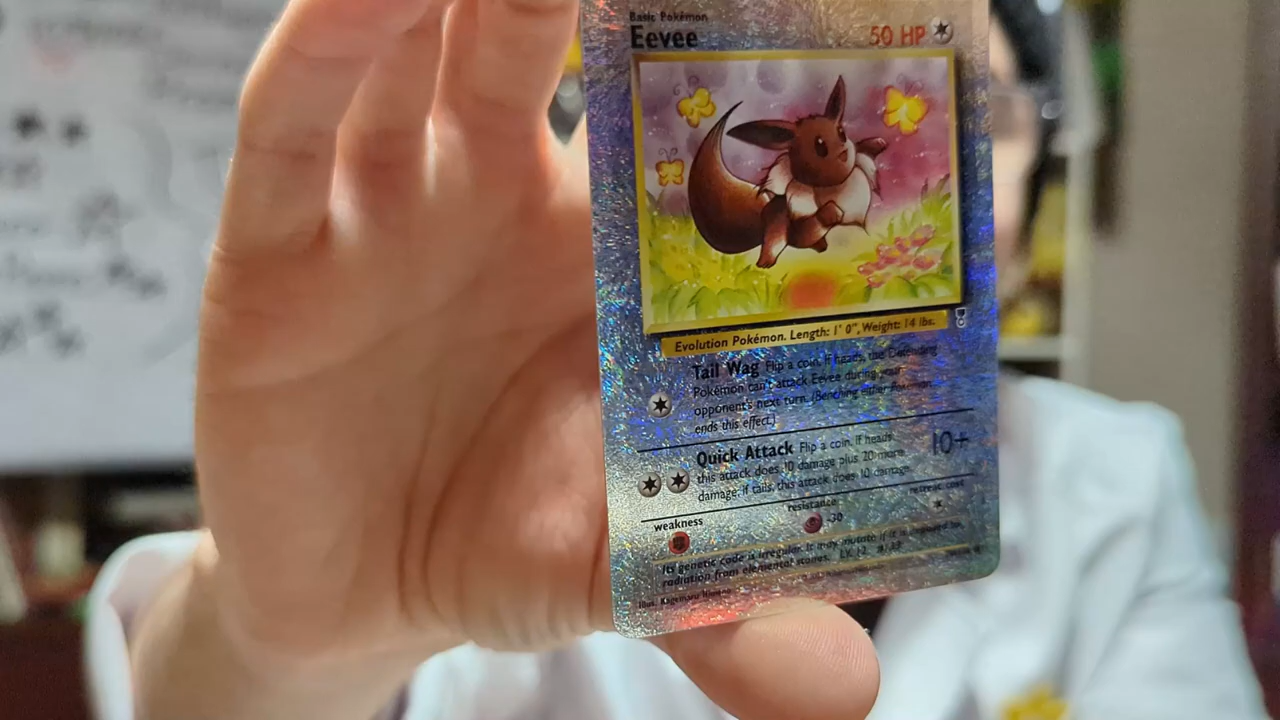 Basic Pokémon
Eevee 50 HP
Evolution Pokémon. Length: 1' 0", Weight: 14 lbs.
Tail Wag Flip a coin. If heads, the Defending
Pokémon can't attack Eevee during your
opponent's next turn. (Benching either Pokémon
ends this effect.)
Quick Attack Flip a coin. If heads, 10+
this attack does 10 damage plus 20 more
damage; if tails, this attack does 10 damage.
weakness resistance retreat cost
-30
Its genetic code is irregular. It may mutate if it is exposed to
radiation from elemental stones. LV. 12
Illus. Kagemaru Himeno